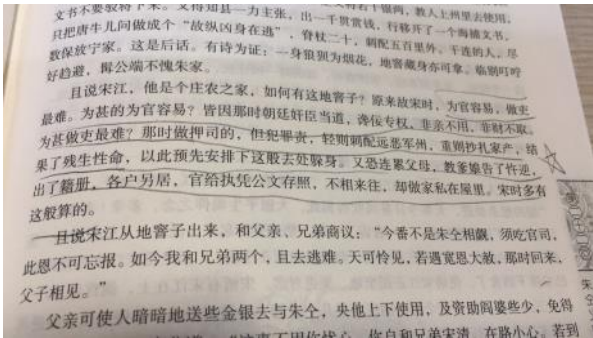 文书不要驳将下来。又得知县一力主张，出一千贯赏钱，行移开了一个海捕文书，
只把唐牛儿问做成个“故纵凶身在逃”，脊杖二十，刺配五百里外。干连的人，尽
数保放宁家。这是后话。有诗为证：一身狼狈为烟花，地窨藏身亦可拿。临别叮咛
好趋避，髯公端不愧朱家。
且说宋江，他是个庄农之家，如何有这地窨子？原来故宋时，为官容易，做吏
最难。为甚的为官容易？皆因那时朝廷奸臣当道，谗佞专权，非亲不用，非财不取。
为甚做吏最难？那时做押司的，但犯罪责，轻则刺配远恶军州，重则抄扎家产，结
果了残生性命，以此预先安排下这般去处躲身。又恐连累父母，教爹娘告了忤逆，
出了籍册，各户另居，官给执凭公文存照，不相来往，却做家私在屋里。宋时多有
这般算的。
且说宋江从地窨子出来，和父亲、兄弟商议：“今番不是朱仝相觑，须吃官司，
此恩不可忘报。如今我和兄弟两个，且去逃难。天可怜见，若遇宽恩大赦，那时回来，
父子相见。”
父亲可使人暗暗地送些金银去与朱仝，央他上下使用，及资助阎婆些少，免得
你自和兄弟宋清，在路小心。若到